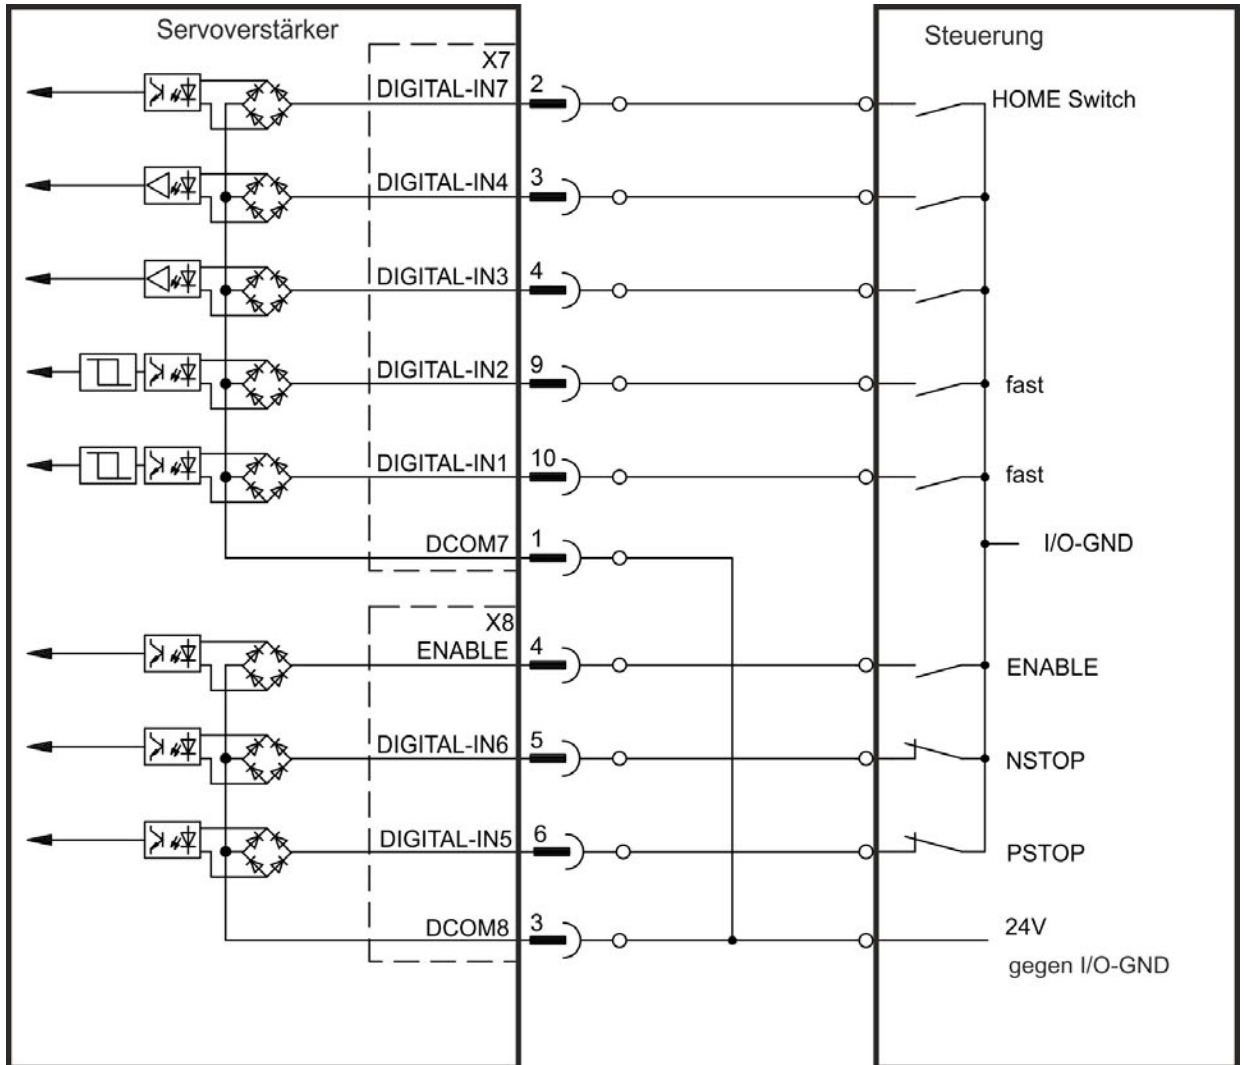 Servoverstärker
Steuerung
X7
DIGITAL-IN7 2 HOME Switch
DIGITAL-IN4 3
DIGITAL-IN3 4
DIGITAL-IN2 9 fast
DIGITAL-IN1 10 fast
DCOM7 1 I/O-GND
X8
ENABLE 4 ENABLE
DIGITAL-IN6 5 NSTOP
DIGITAL-IN5 6 PSTOP
DCOM8 3 24V
gegen I/O-GND